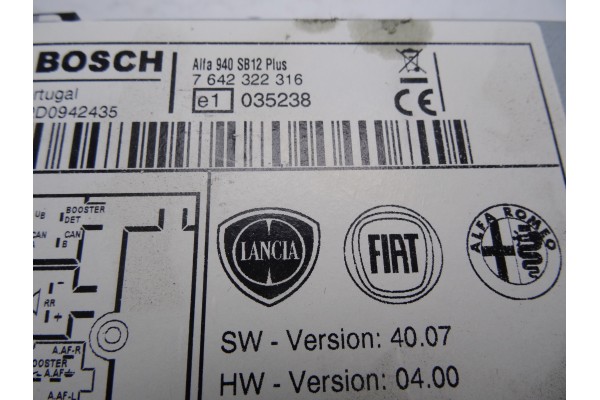 BOSCH
Alfa 940 SB12 Plus
7 642 322 316
rtugal
e1 035238
D0942435
UB BOOSTER
DET
CAN CAN
B
LANCIA
FIAT
ALFA ROMEO
+
-
RR
SW - Version: 40.07
A.AF-R
BOOSTER
A.AF
A.AF-L
HW - Version: 04.00
CE